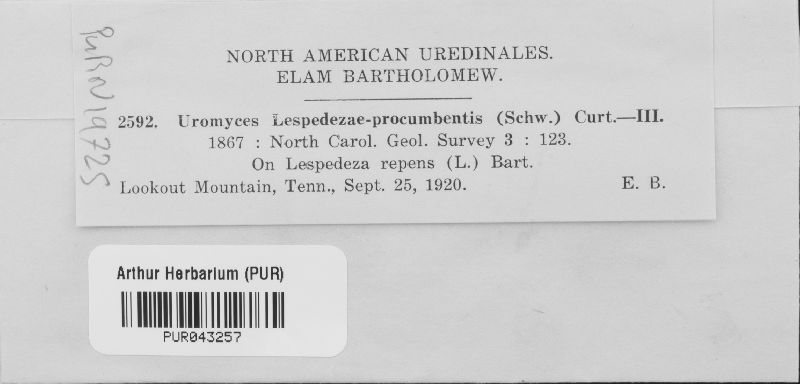 NORTH AMERICAN UREDINALES.
ELAM BARTHOLOMEW.
2592. Uromyces Lespedezae-procumbentis (Schw.) Curt.—III.
1867 : North Carol. Geol. Survey 3 : 123.
On Lespedeza repens (L.) Bart.
Lookout Mountain, Tenn., Sept. 25, 1920. E. B.
PURN19725
Arthur Herbarium (PUR)
PUR043257